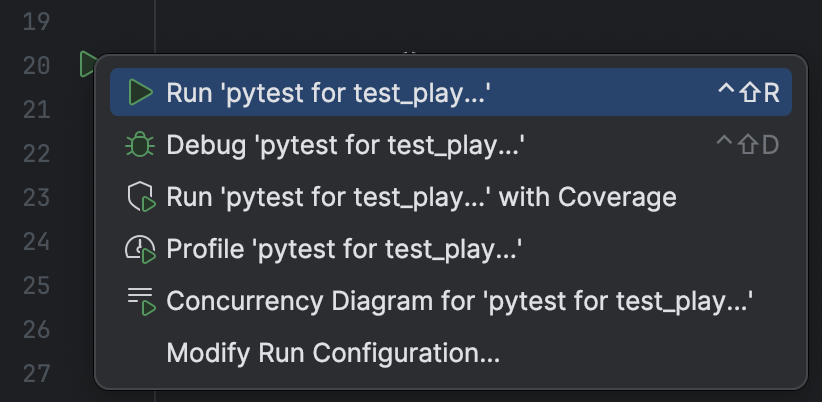 19
20
Run 'pytest for test_play...' ^⇧R
21
Debug 'pytest for test_play...' ^⇧D
22
Run 'pytest for test_play...' with Coverage
23
24
Profile 'pytest for test_play...'
25
Concurrency Diagram for 'pytest for test_play...'
26
Modify Run Configuration...
27